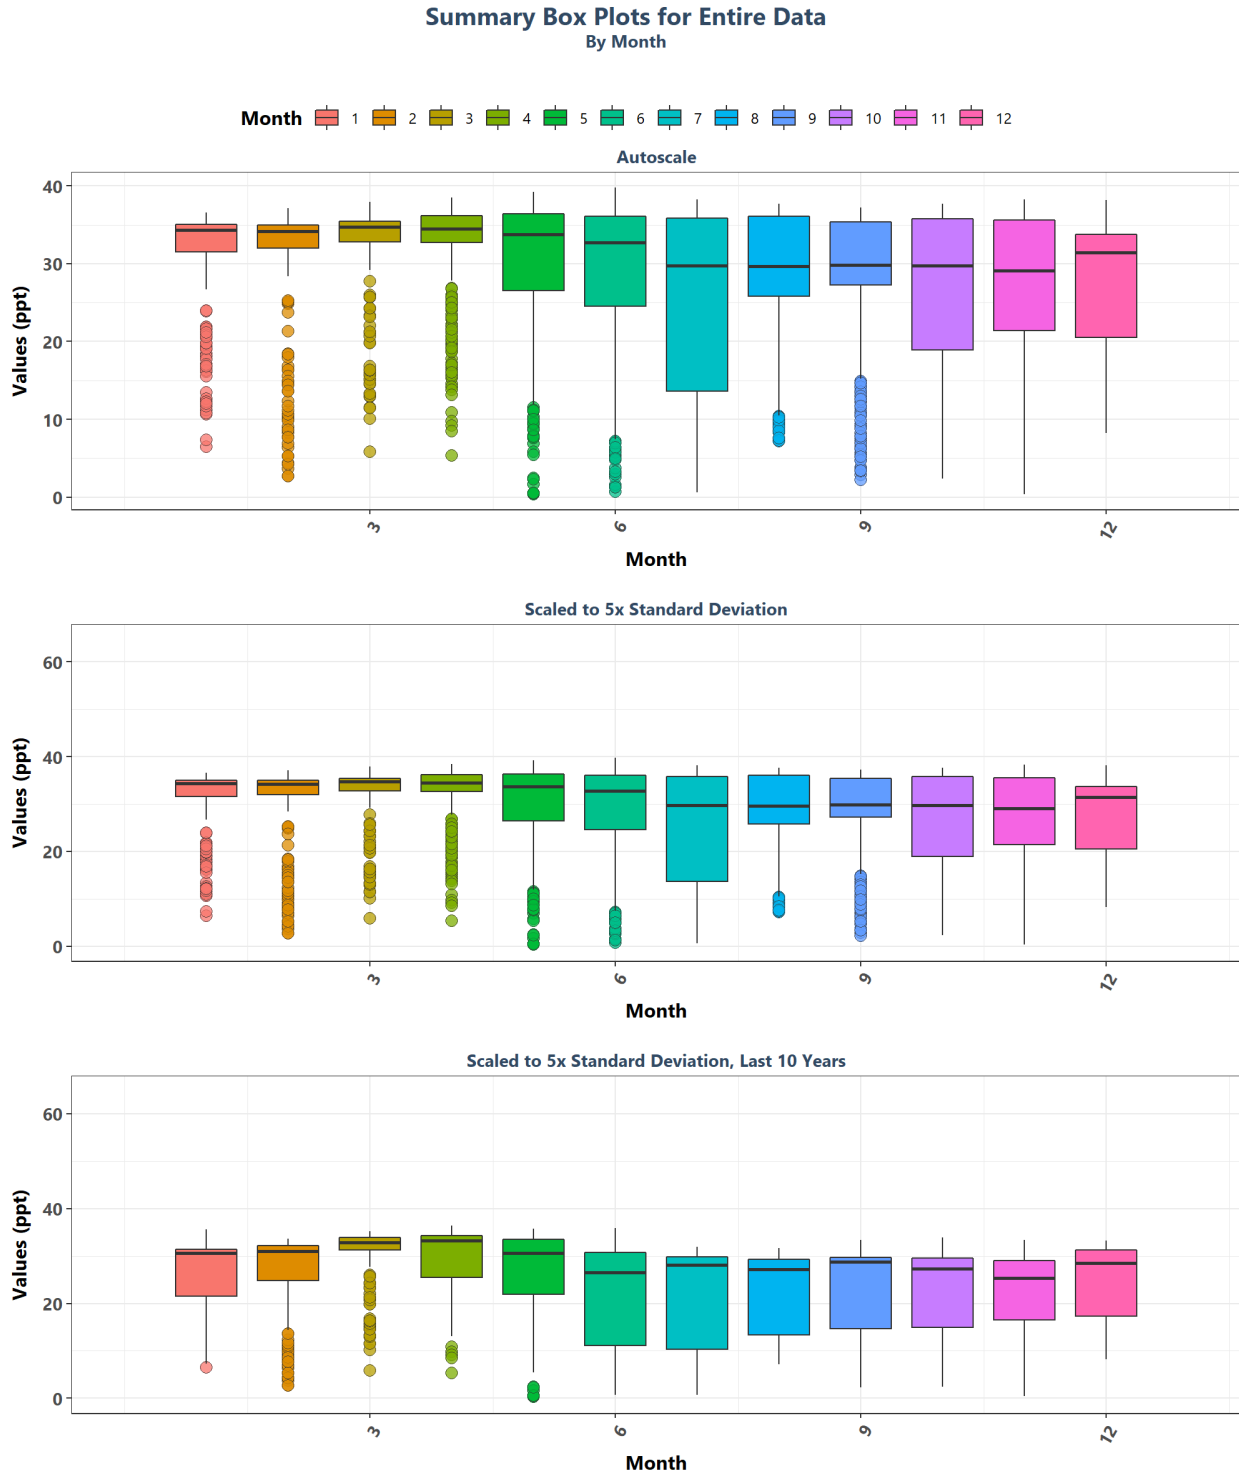 Summary Box Plots for Entire Data
By Month
Month 1 2 3 4 5 6 7 8 9 10 11 12
Autoscale
Values (ppt)
40
30
20
10
0
3 6 9 12
Month
Scaled to 5x Standard Deviation
Values (ppt)
60
40
20
0
3 6 9 12
Month
Scaled to 5x Standard Deviation, Last 10 Years
Values (ppt)
60
40
20
0
3 6 9 12
Month